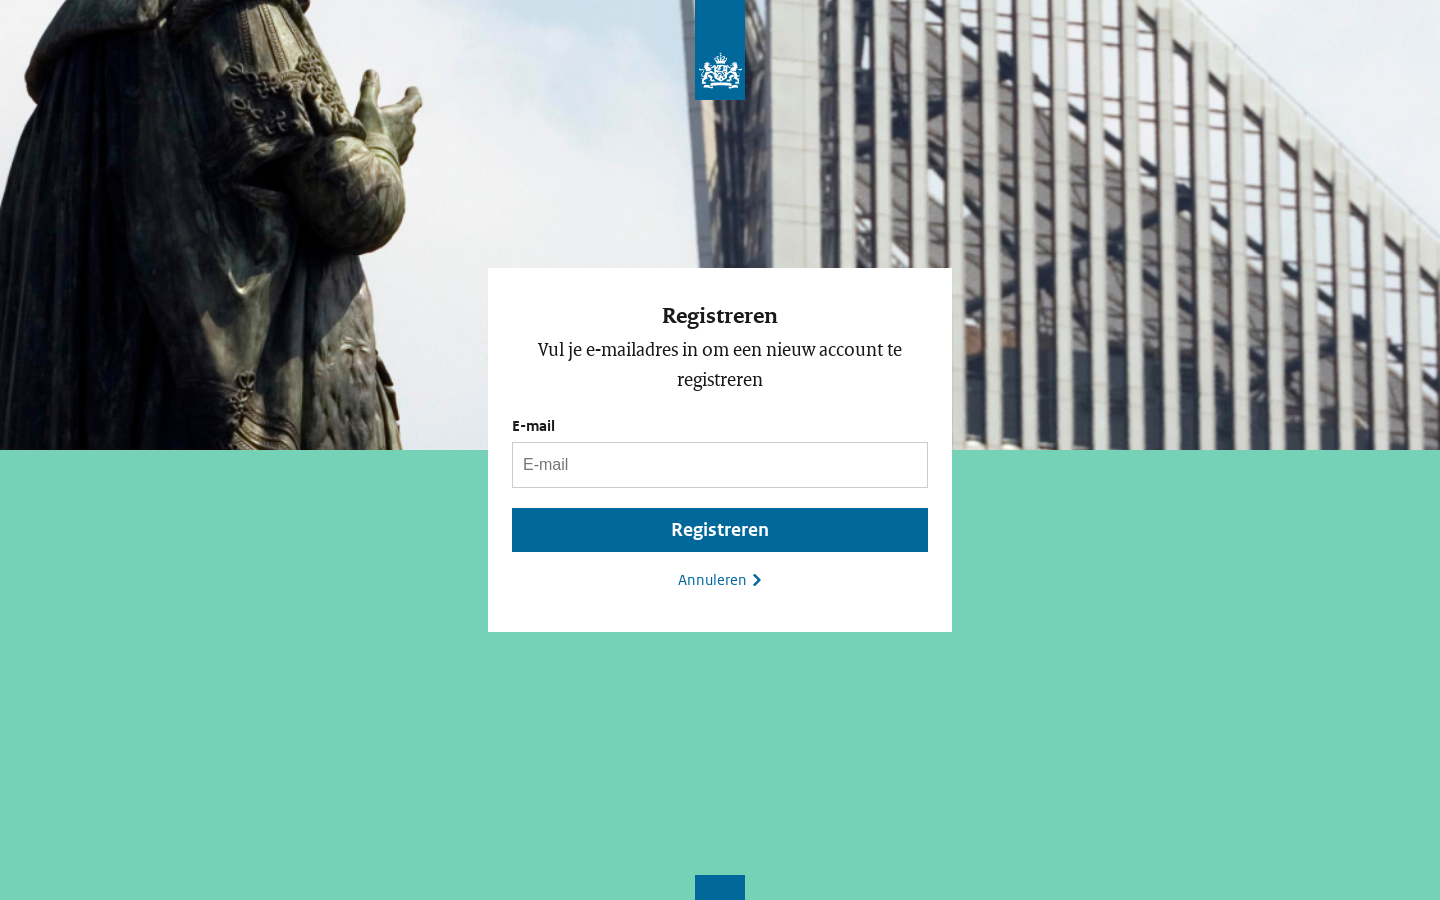 Registreren
Vul je e-mailadres in om een nieuw account te
registreren
E-mail
E-mail
Registreren
Annuleren